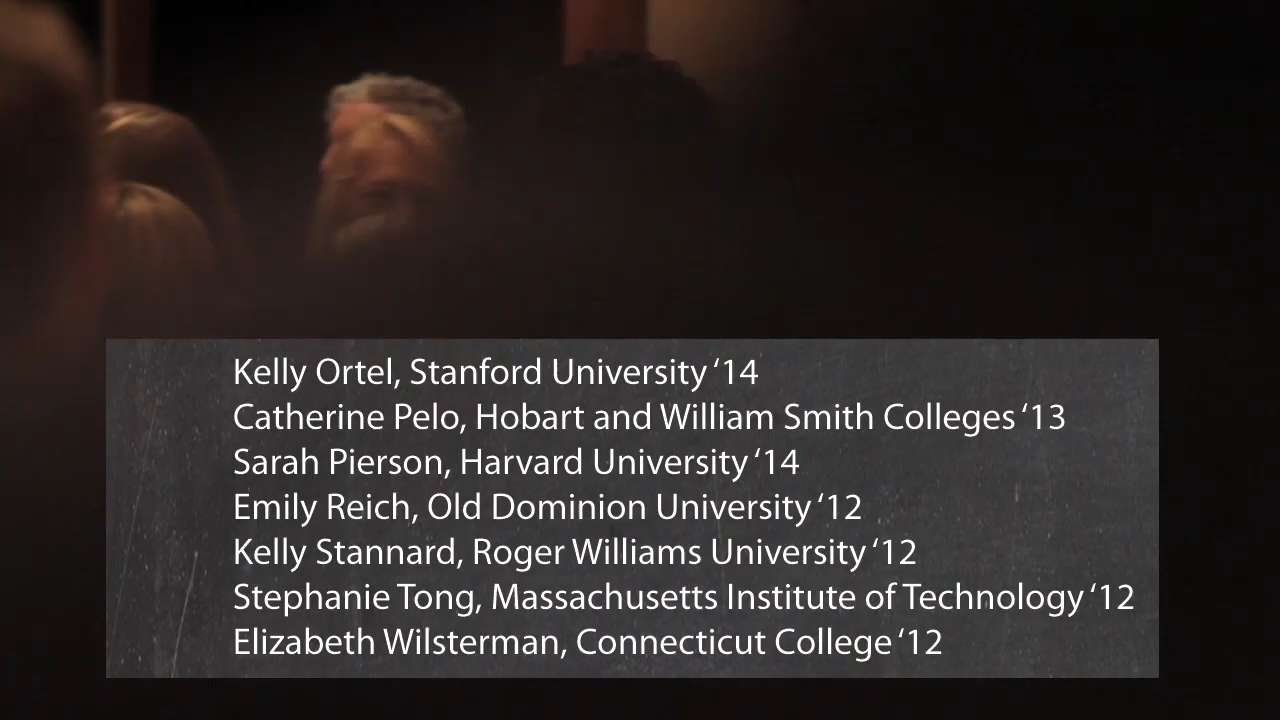 Kelly Ortel, Stanford University ‘14
Catherine Pelo, Hobart and William Smith Colleges ‘13
Sarah Pierson, Harvard University ‘14
Emily Reich, Old Dominion University ‘12
Kelly Stannard, Roger Williams University ‘12
Stephanie Tong, Massachusetts Institute of Technology ‘12
Elizabeth Wilsterman, Connecticut College ‘12